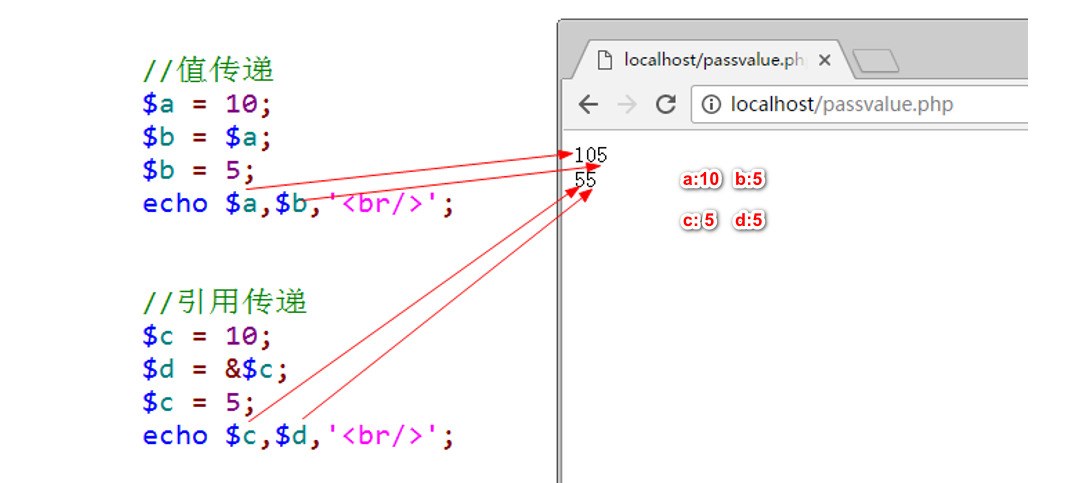 //值传递
$a = 10;
$b = $a;
$b = 5;
echo $a,$b,'<br/>';
//引用传递
$c = 10;
$d = &$c;
$c = 5;
echo $c,$d,'<br/>';
localhost/passvalue.ph
localhost/passvalue.php
105
55
a:10 b:5
c: 5 d:5